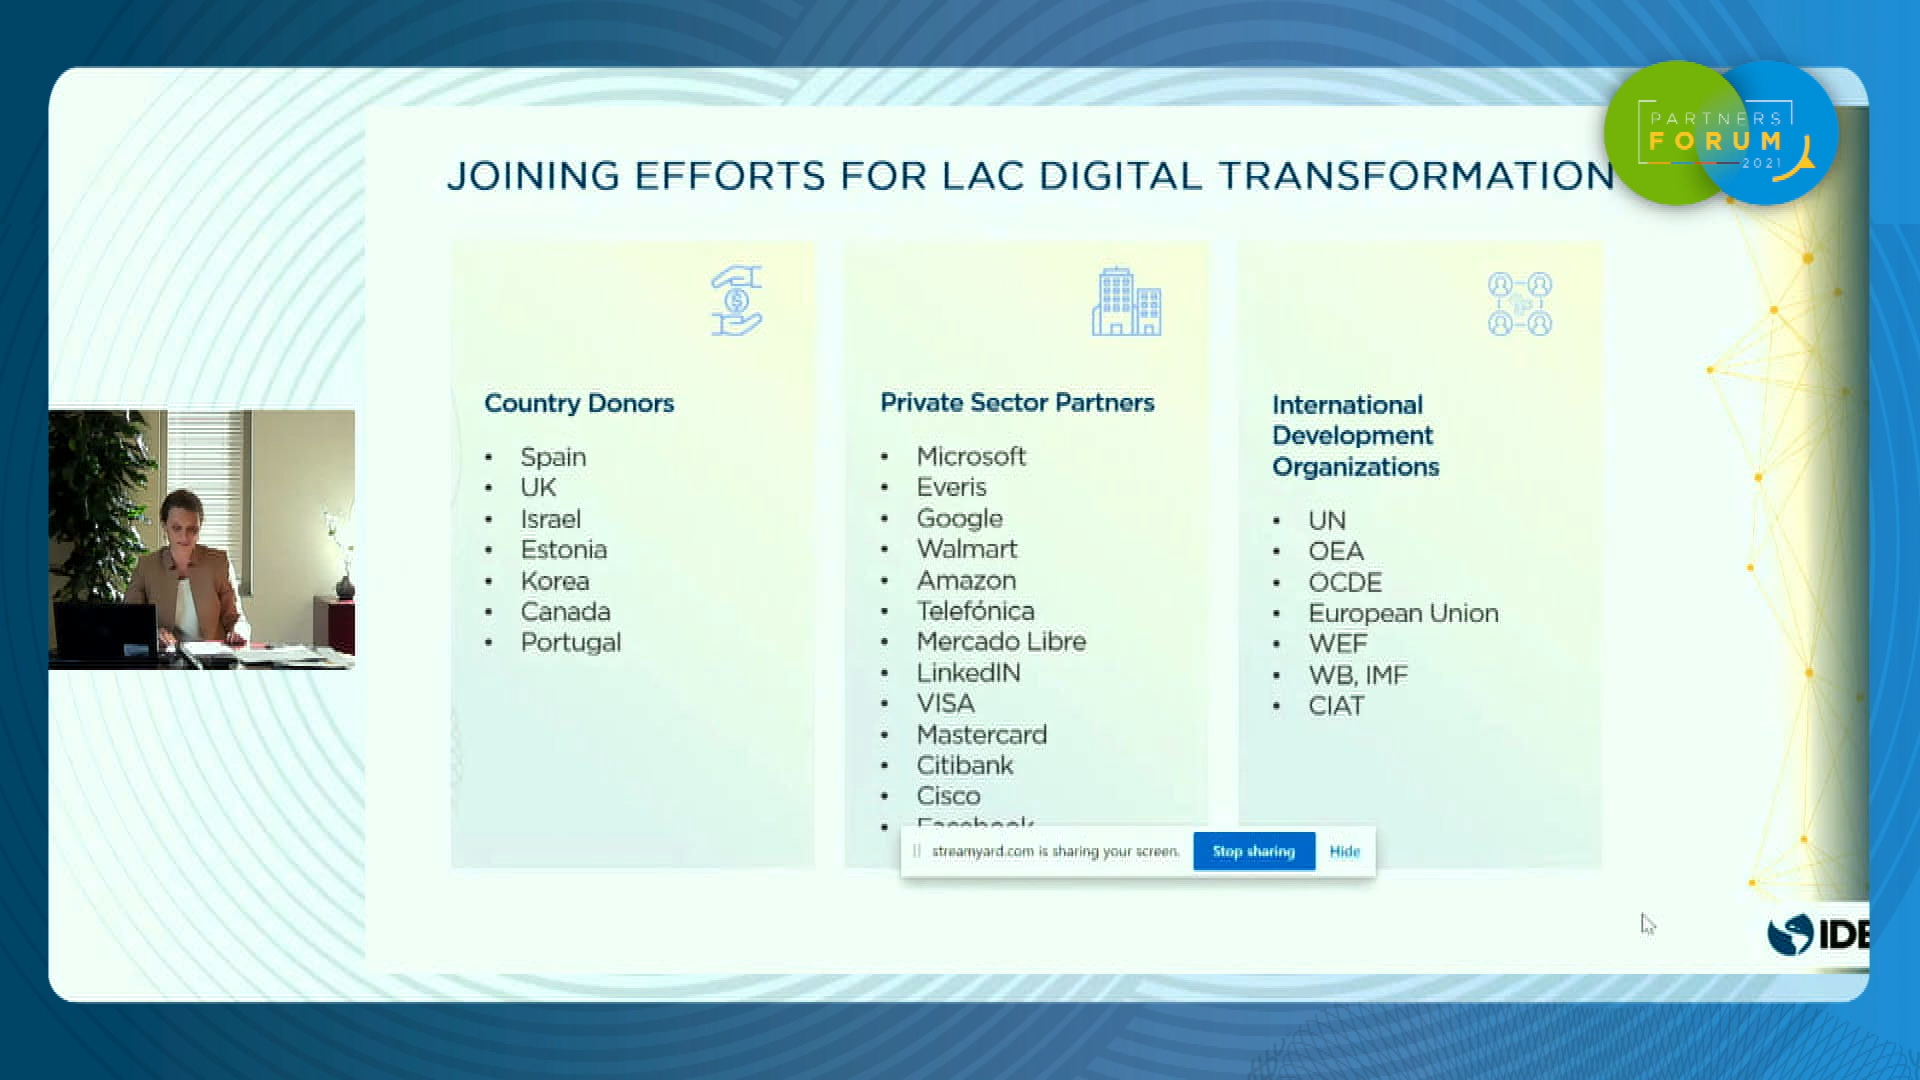 PARTNERS
FORUM
2021
JOINING EFFORTS FOR LAC DIGITAL TRANSFORMATION
Country Donors
• Spain
• UK
• Israel
• Estonia
• Korea
• Canada
• Portugal
Private Sector Partners
• Microsoft
• Everis
• Google
• Walmart
• Amazon
• Telefónica
• Mercado Libre
• LinkedIN
• VISA
• Mastercard
• Citibank
• Cisco
• Facebook
International
Development
Organizations
• UN
• OEA
• OCDE
• European Union
• WEF
• WB, IMF
• CIAT
streamyard.com is sharing your screen.
Stop sharing
Hide
IDB